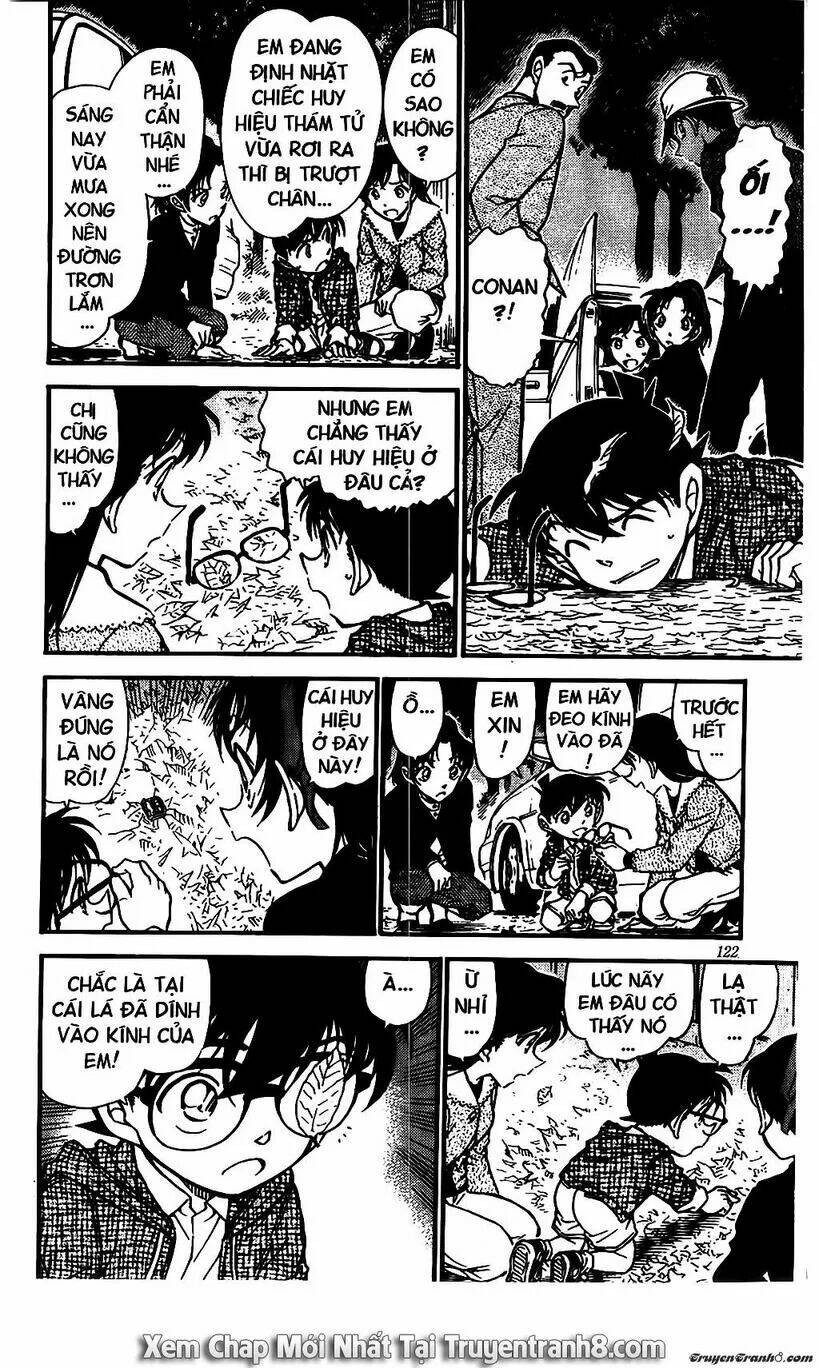 ỐI
....!
CONAN
?!
EM
CÓ
SAO
KHÔNG
?
EM ĐANG
ĐỊNH NHẶT
CHIẾC HUY
HIỆU THÁM TỬ
VỪA RƠI RA
THÌ BỊ TRƯỢT
CHÂN...
EM
PHẢI
CẨN
THẬN
NHÉ
...
SÁNG
NAY
VỪA
MƯA
XONG
NÊN
ĐƯỜNG
TRƠN
LẮM
...
NHƯNG EM
CHẲNG THẤY
CÁI HUY HIỆU Ở
ĐÂU CẢ?
CHỊ
CŨNG
KHÔNG
THẤY
...
TRƯỚC
HẾT
...
EM HÃY
ĐEO KÍNH
VÀO ĐÃ
!
EM
XIN
!
Ồ...
CÁI HUY
HIỆU
Ở ĐÂY
NÀY!
VÂNG
ĐÚNG
LÀ NÓ
RỒI!
122
LẠ
THẬT
...
LÚC NÃY
EM ĐÂU CÓ
THẤY NÓ
...
Ừ
NHỈ
...
À...
CHẮC LÀ TẠI
CÁI LÁ ĐÃ DÍNH
VÀO KÍNH CỦA
EM!
Xem Chap Mới Nhất Tại Truyentranh8.com
TruyenTranh8.com